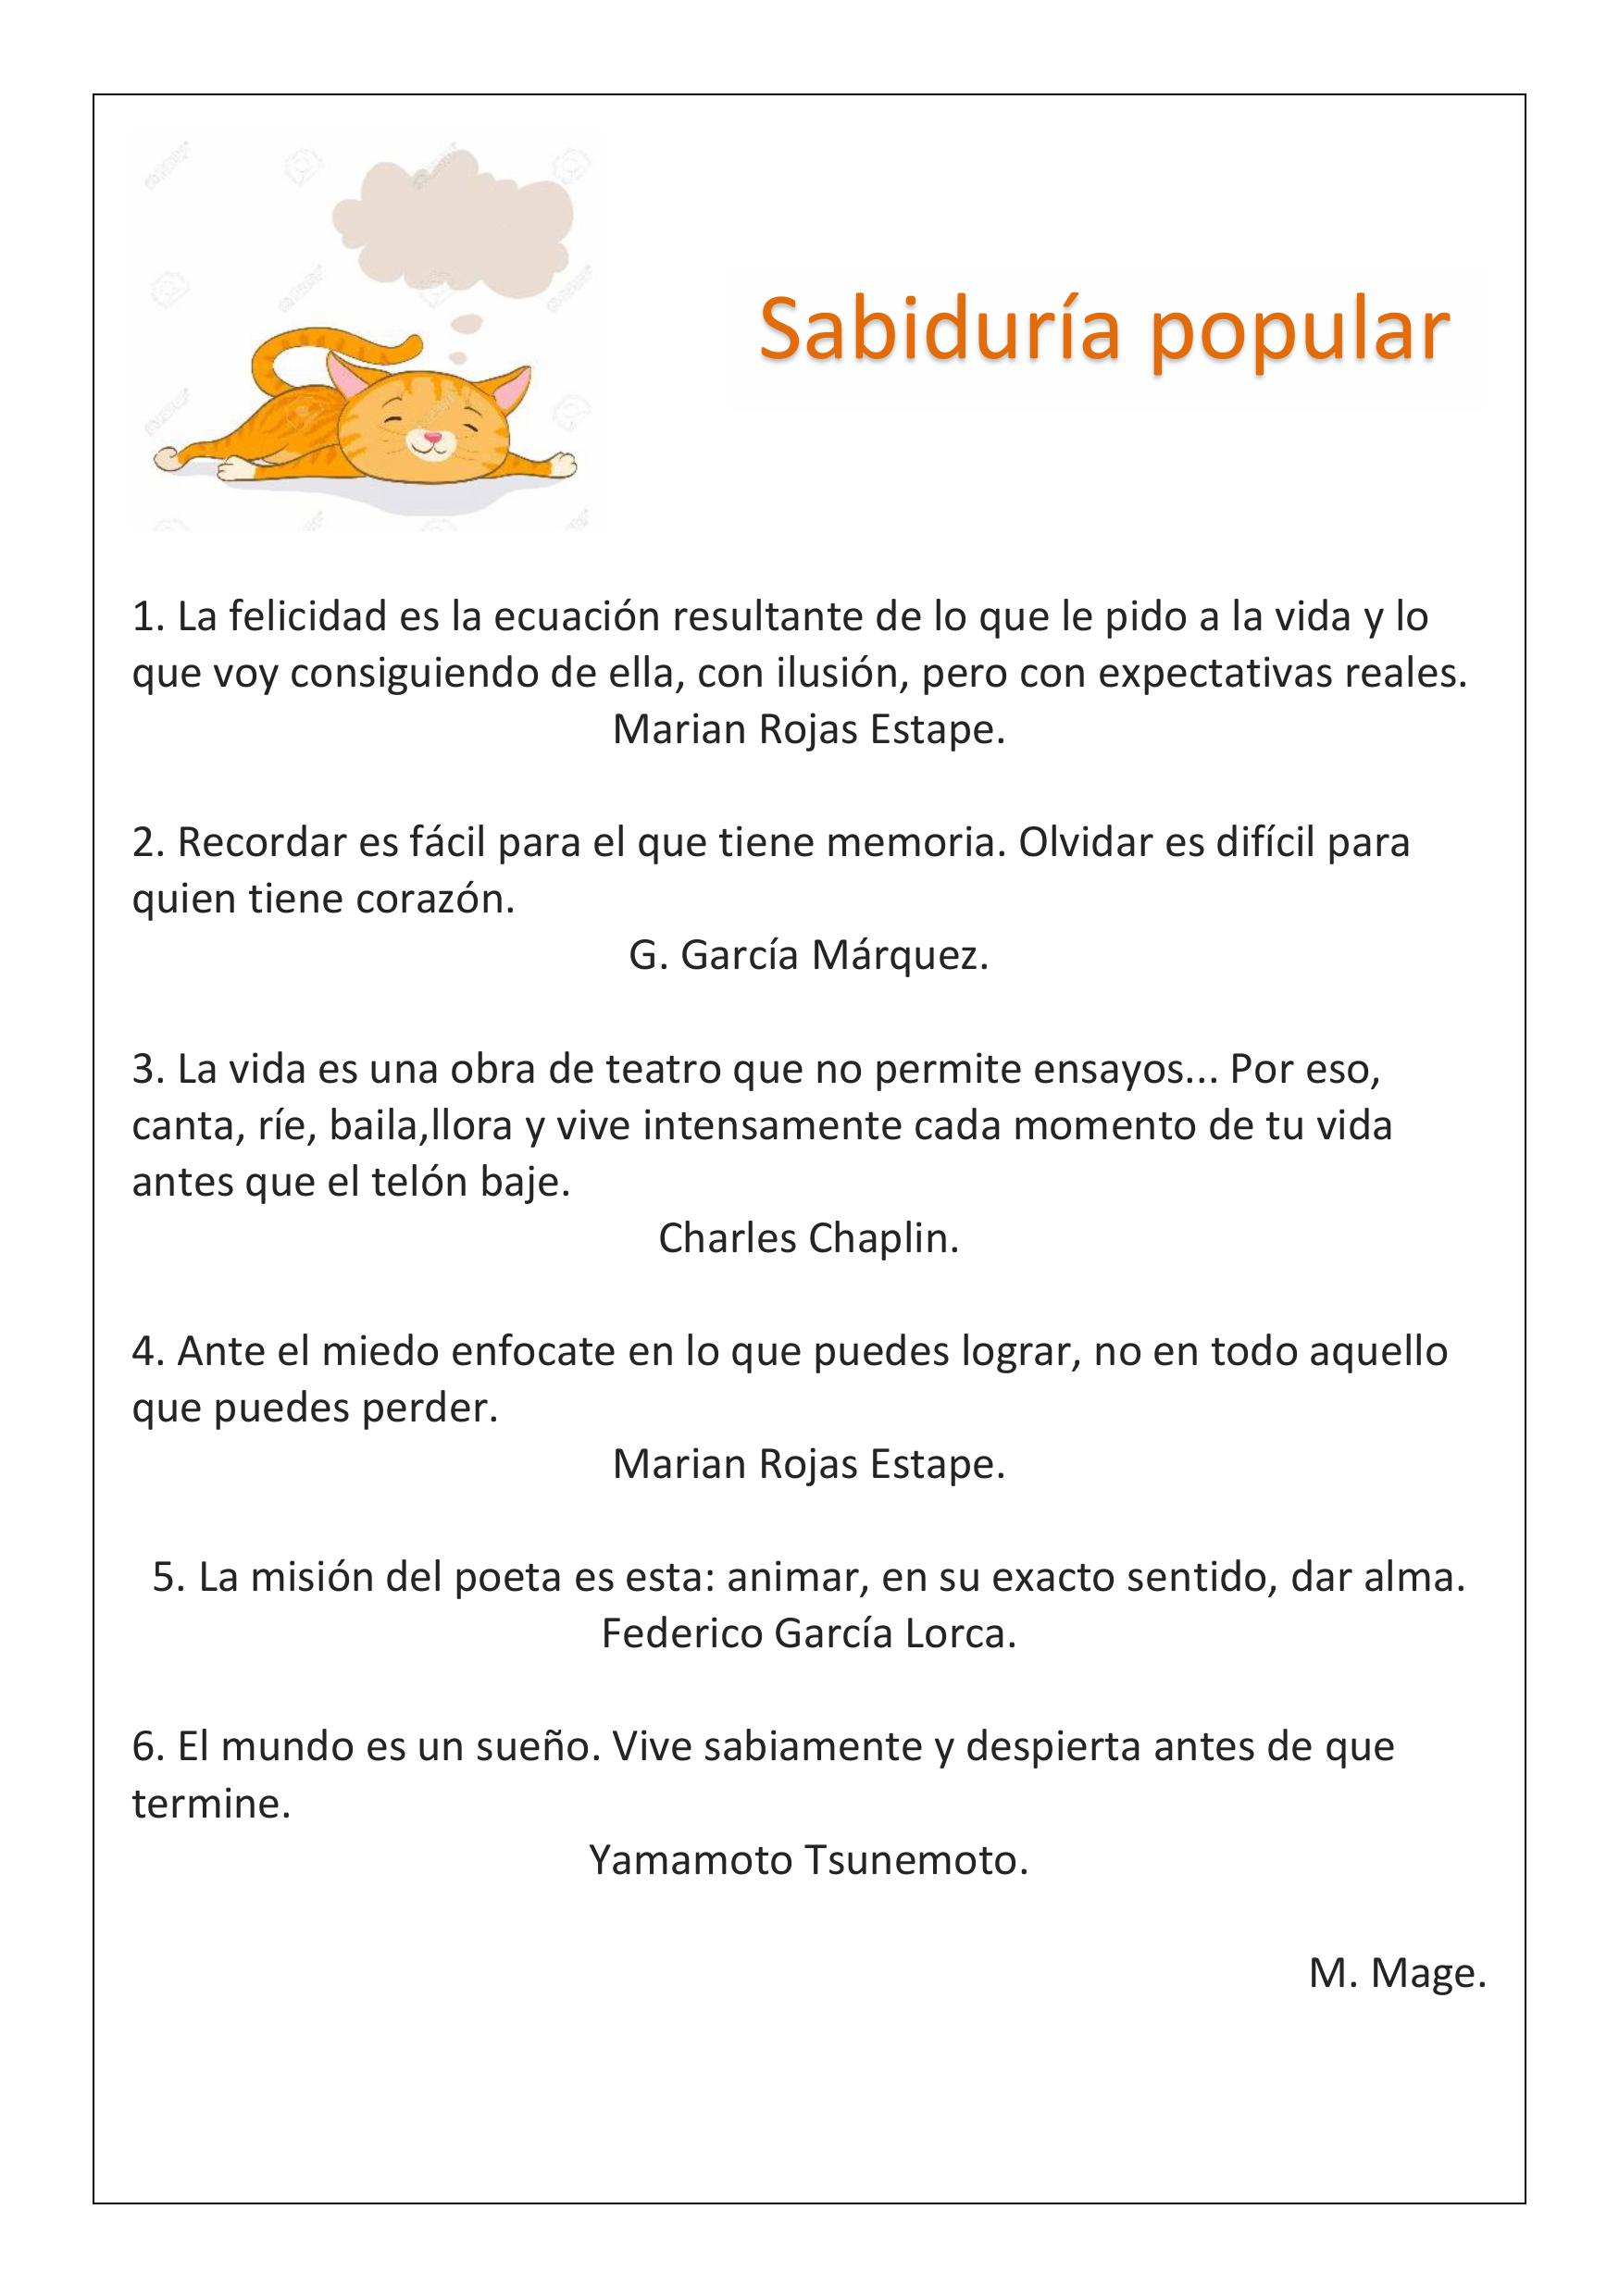 Sabiduría popular
1. La felicidad es la ecuación resultante de lo que le pido a la vida y lo
que voy consiguiendo de ella, con ilusión, pero con expectativas reales.
Marian Rojas Estape.
2. Recordar es fácil para el que tiene memoria. Olvidar es difícil para
quien tiene corazón.
G. García Márquez.
3. La vida es una obra de teatro que no permite ensayos... Por eso,
canta, ríe, baila,llora y vive intensamente cada momento de tu vida
antes que el telón baje.
Charles Chaplin.
4. Ante el miedo enfocate en lo que puedes lograr, no en todo aquello
que puedes perder.
Marian Rojas Estape.
5. La misión del poeta es esta: animar, en su exacto sentido, dar alma.
Federico García Lorca.
6. El mundo es un sueño. Vive sabiamente y despierta antes de que
termine.
Yamamoto Tsunemoto.
M. Mage.